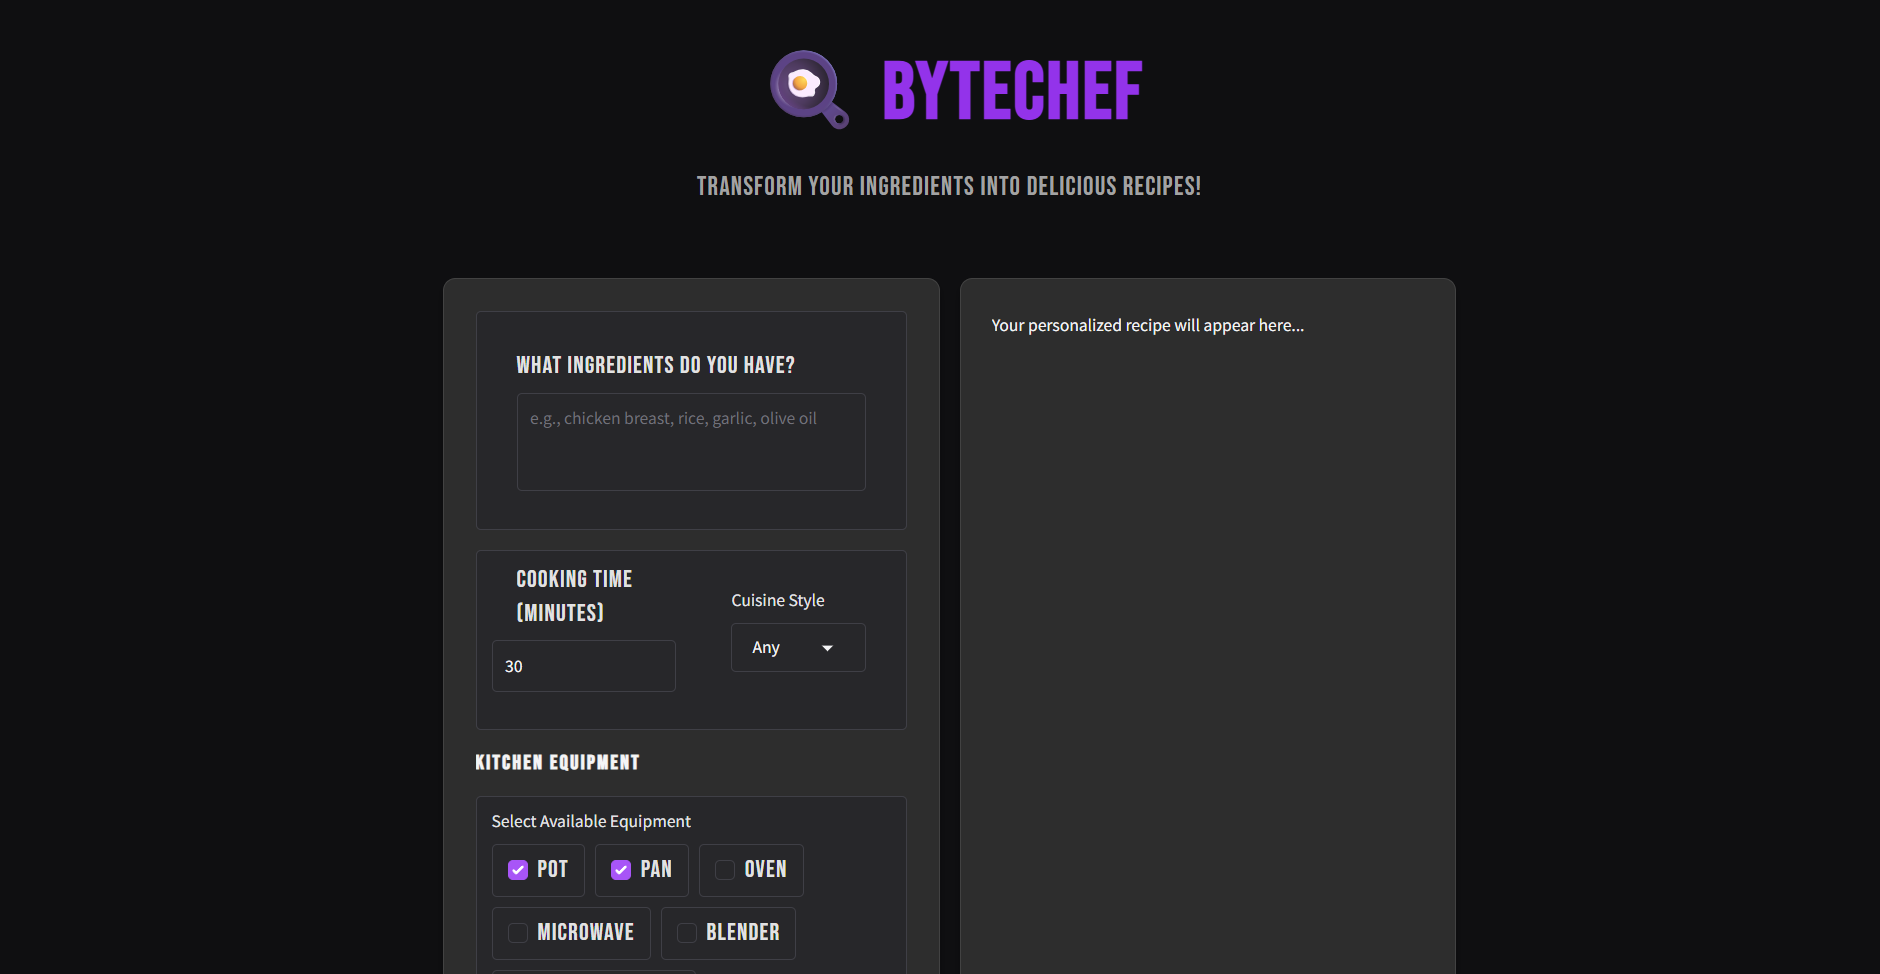 BYTECHEF
TRANSFORM YOUR INGREDIENTS INTO DELICIOUS RECIPES!
WHAT INGREDIENTS DO YOU HAVE?
e.g., chicken breast, rice, garlic, olive oil
COOKING TIME
(MINUTES)
30
Cuisine Style
Any
KITCHEN EQUIPMENT
Select Available Equipment
POT
PAN
OVEN
MICROWAVE
BLENDER
Your personalized recipe will appear here...